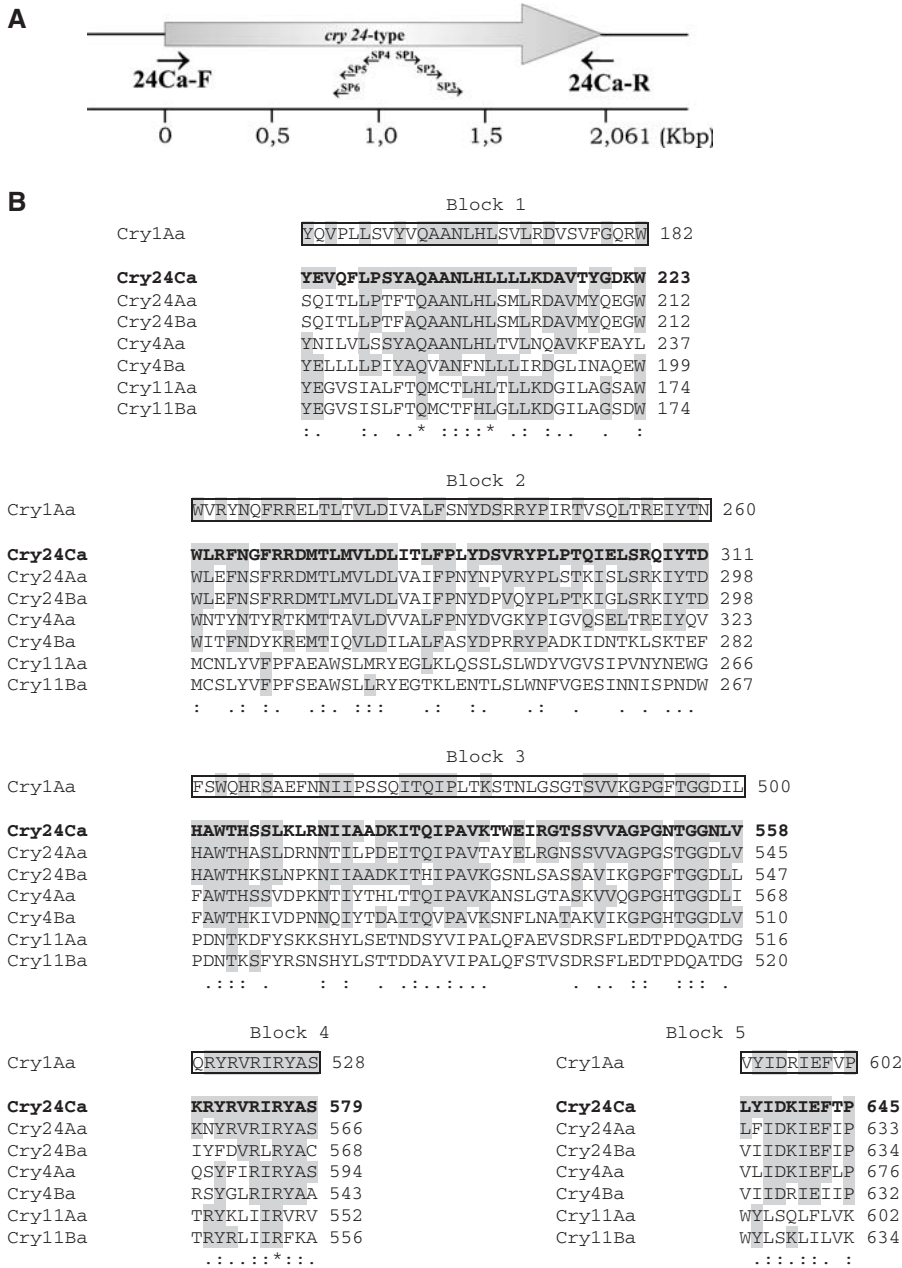 A
cry 24-type
SP4 SP1
SP5 SP2
SP6 SP3
24Ca-F 24Ca-R
0 0,5 1,0 1,5 2,061 (Kbp)
B
Block 1
Cry1Aa YQVPLLSVYVQAANLHLSVLRDVSVFGQRW 182
Cry24Ca YEVQFLPSYAQAANLHLLLLKDAVTYGDKW 223
Cry24Aa SQITLLPTFTQAANLHLSMLRDAVMYQEGW 212
Cry24Ba SQITLLPTFAQAANLHLSMLRDAVMYQEGW 212
Cry4Aa YNILVLSSYAQAANLHLTVLNQAVKFEAYL 237
Cry4Ba YELLLLPIYAQVANFNLLLIRDGLINAQEW 199
Cry11Aa YEGVSIALFTQMCTLHLTLLKDGILAGSAW 174
Cry11Ba YEGVSISLFTQMCTFHLGLLKDGILAGSDW 174
:. :. ..* ::::* .: :.. . :
Block 2
Cry1Aa WVRYNQFRRELTLTVLDIVALFSNYDSRRYPIRTVSQLTREIYTN 260
Cry24Ca WLRFNGFRRDMTLMVLDLITLFPLYDSVRYPLPTQIELSRQIYTD 311
Cry24Aa WLEFNSFRRDMTLMVLDLVAIFPNYNPVRYPLSTKISLSRKIYTD 298
Cry24Ba WLEFNSFRRDMTLMVLDLVAIFPNYDPVQYPLPTKIGLSRKIYTD 298
Cry4Aa WNTYNTYRTKMTTAVLDVVALFPNYDVGKYPIGVQSELTREIYQV 323
Cry4Ba WITFNDYKREMTIQVLDILALFASYDPRRYPADKIDNTKLSKTEF 282
Cry11Aa MCNLYVFPFAEAWSLMRYEGLKLQSSLSLWDYVGVSIPVNYNEWG 266
Cry11Ba MCSLYVFPFSEAWSLLRYEGTKLENTLSLWNFVGESINNISPNDW 267
: .: :. .: ::: .: :. .: . . . ...
Block 3
Cry1Aa FSWQHRSAEFNNIIPSSQITQIPLTKSTNLGSGTSVVKGPGFTGGDIL 500
Cry24Ca HAWTHSSLKLRNIIAADKITQIPAVKTWEIRGTSSVVAGPGNTGGNLV 558
Cry24Aa HAWTHASLDRNNTILPDEITQIPAVTAYELRGNSSVVAGPGSTGGDLV 545
Cry24Ba HAWTHKSLNPKNIIAADKITHIPAVKGSNLSASSAVIKGPGFTGGDLL 547
Cry4Aa FAWTHSSVDPKNTIYTHLTTQIPAVKANSLGTASKVVQGPGHTGGDLI 568
Cry4Ba FAWTHKIVDPNNQIYTDAITQVPAVKSNFLNATAKVIKGPGHTGGDLV 510
Cry11Aa PDNTKDFYSKKSHYLSETNDSYVIPALQFAEVSDRSFLEDTPDQATDG 516
Cry11Ba PDNTKSFYRSNSHYLSTTDDAYVIPALQFSTVSDRSFLEDTPDQATDG 520
.::: . : : . .::..:... . .. :: :::.
Block 4 Block 5
Cry1Aa QRYRVRIRYAS 528 Cry1Aa VYIDRIEFVP 602
Cry24Ca KRYRVRIRYAS 579 Cry24Ca LYIDKIEFTP 645
Cry24Aa KNYRVRIRYAS 566 Cry24Aa LFIDKIEFIP 633
Cry24Ba IYFDVRLRYAC 568 Cry24Ba VIIDKIEFIP 634
Cry4Aa QSYFIRIRYAS 594 Cry4Aa VLIDKIEFLP 676
Cry4Ba RSYGLRIRYAA 543 Cry4Ba VIIDRIEIIP 632
Cry11Aa TRYKLIIRVRV 552 Cry11Aa WYLSQLFLVK 602
Cry11Ba TRYRLIIRFKA 556 Cry11Ba WYLSKLILVK 634
.:..::*::. .::.::. :